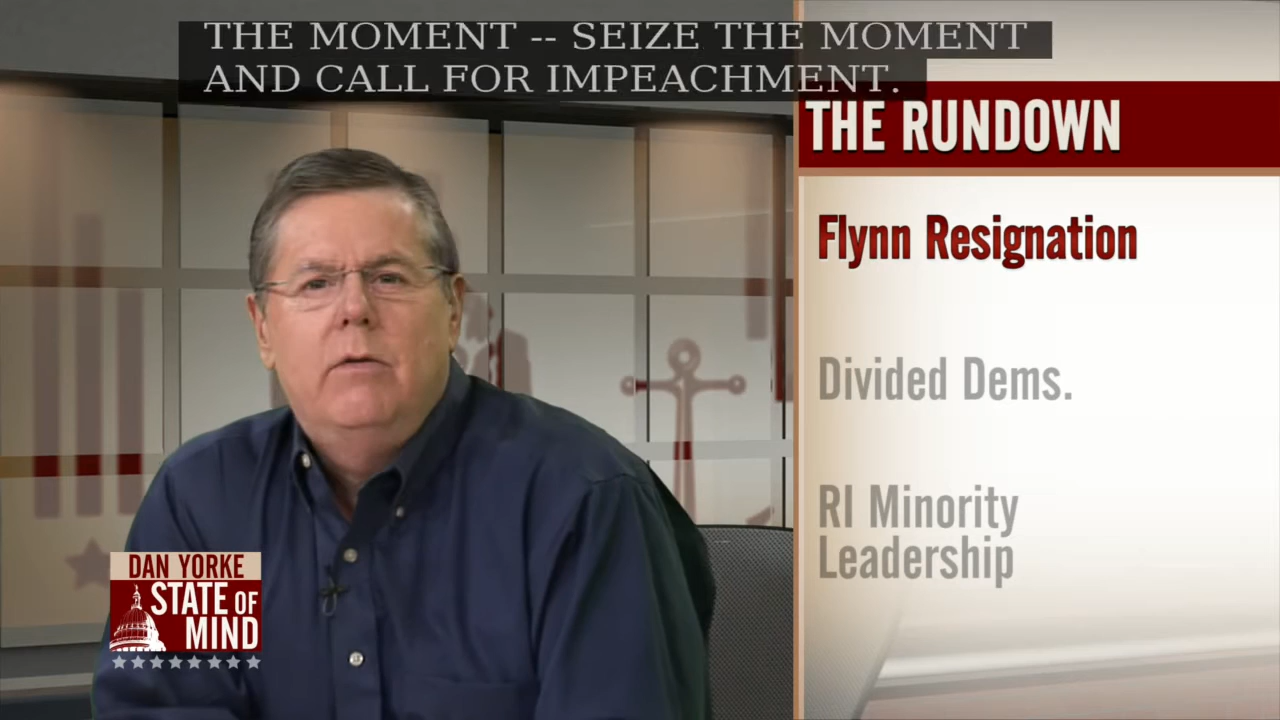 THE MOMENT -- SEIZE THE MOMENT
AND CALL FOR IMPEACHMENT.
THE RUNDOWN
Flynn Resignation
Divided Dems.
RI Minority
Leadership
DAN YORKE
STATE OF
MIND